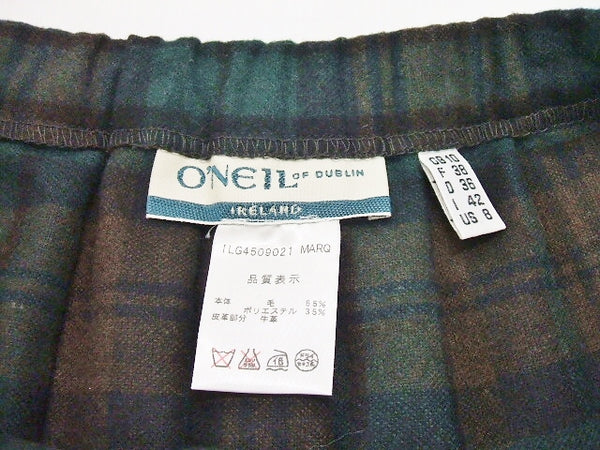 O'NEIL OF DUBLIN
IRELAND
GB 10
F 38
D 36
I 42
US 8
ILG4509021 MARQ
品質表示
本体 毛 65%
ポリエステル 35%
皮革部分 牛革